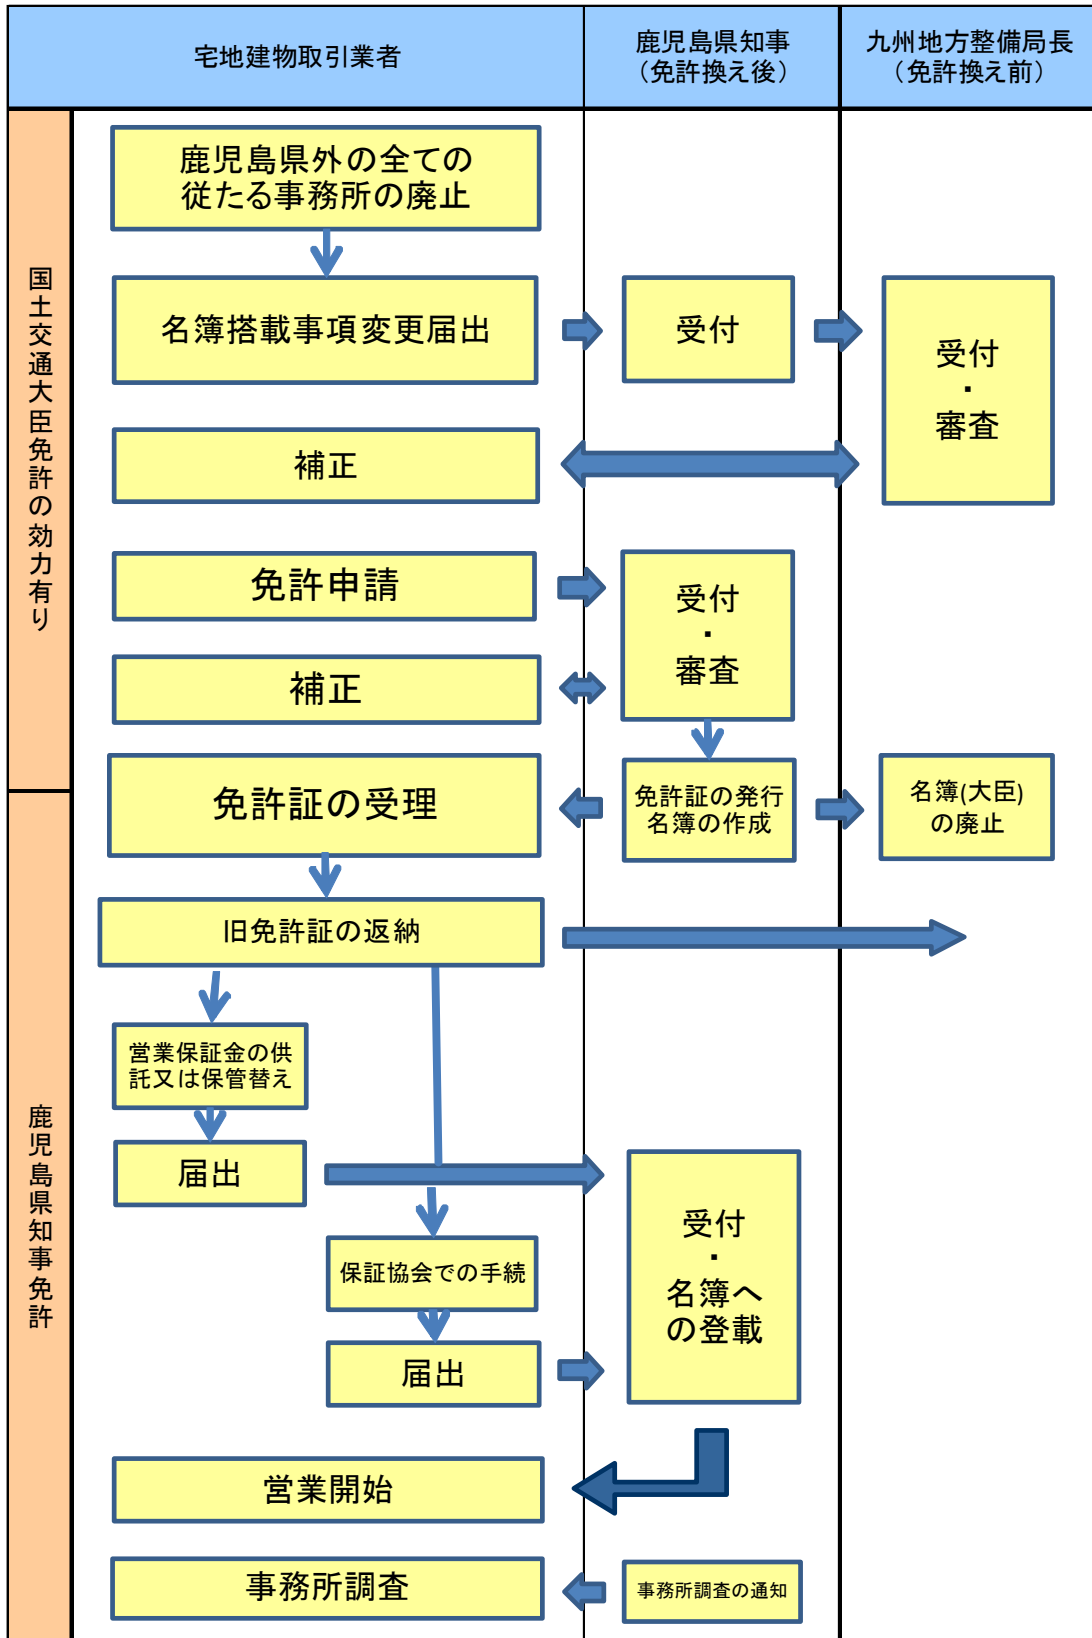 宅地建物取引業者
鹿児島県知事
（免許換え後）
九州地方整備局長
（免許換え前）
国土交通大臣免許の効力有り
鹿児島県外の全ての
従たる事務所の廃止
名簿搭載事項変更届出
受付
受付
・
審査
補正
免許申請
受付
・
審査
補正
免許証の受理
免許証の発行
名簿の作成
名簿(大臣)
の廃止
鹿児島県知事免許
旧免許証の返納
営業保証金の供
託又は保管替え
届出
受付
・
名簿へ
の登載
保証協会での手続
届出
営業開始
事務所調査
事務所調査の通知